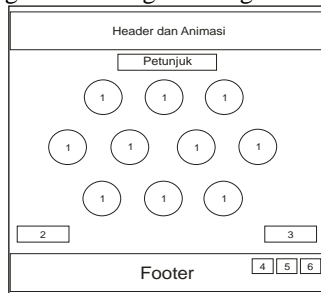 Header dan Animasi
Petunjuk
1 1 1
1 1 1 1
1 1 1
2 3
Footer 4 5 6